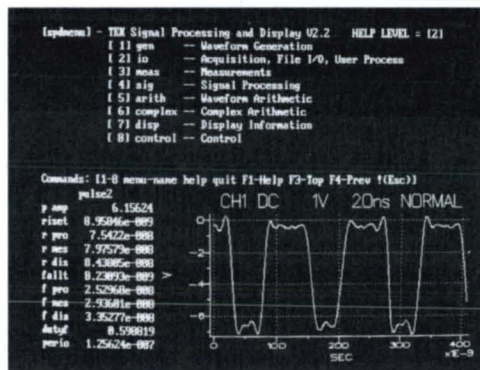 [spdmenu] - TEK Signal Processing and Display V2.2 HELP LEVEL = [2]
[ 1] gen -- Waveform Generation
[ 2] io -- Acquisition, File I/O, User Process
[ 3] meas -- Measurements
[ 4] sig -- Signal Processing
[ 5] arith -- Waveform Arithmetic
[ 6] complex -- Complex Arithmetic
[ 7] disp -- Display Information
[ 8] control -- Control
Commands: [1-8 menu-name help quit F1-Help F3-Top F4-Prev !(Esc)]
pulse2
p amp 6.15624
riset 8.95846e-009
r pro 7.5422e-008
r mes 7.97579e-008
r dis 8.43005e-008
fallt 8.23093e-009 >
f pro 2.52968e-008
f mes 2.93681e-008
f dis 3.35277e-008
dutyf 0.598819
perio 1.25624e-007
CH1 DC 1V 20ns NORMAL
0
-2
-4
-6
0 100 200 300 400
SEC ×1E-9